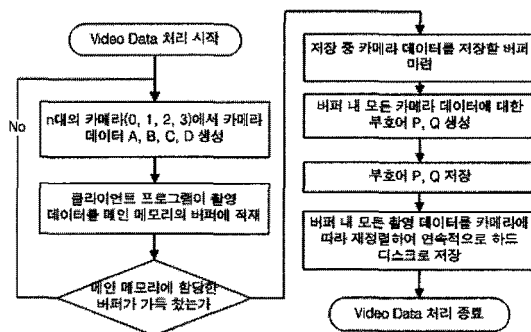 Video Data 처리 시작
n대의 카메라(0, 1, 2, 3)에서 카메라
데이터 A, B, C, D 생성
클라이언트 프로그램이 촬영
데이터를 메인 메모리의 버퍼에 적재
메인 메모리에 할당한
버퍼가 가득 찼는가
No
저장 중 카메라 데이터를 저장할 버퍼
마련
버퍼 내 모든 카메라 데이터에 대한
부호어 P, Q 생성
부호어 P, Q 저장
버퍼 내 모든 촬영 데이터를 카메라에
따라 재정렬하여 연속적으로 하드
디스크로 저장
Video Data 처리 종료